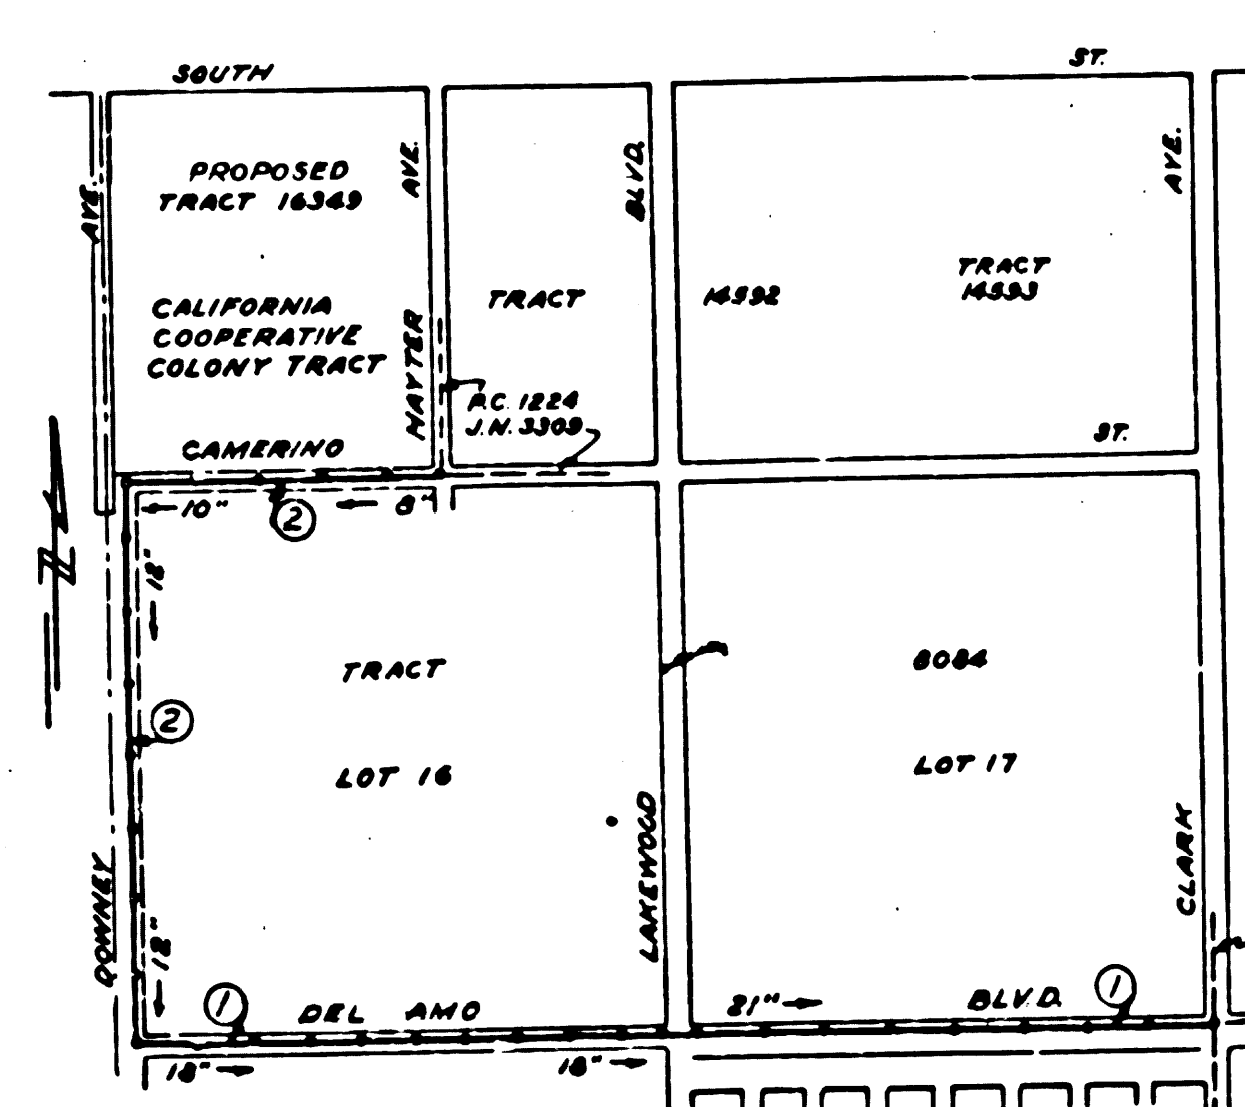 SOUTH ST.
PROPOSED
TRACT 16349
AVE.
AVE.
BLVD.
AVE.
CALIFORNIA
COOPERATIVE
COLONY TRACT
HAYTER
TRACT 14592
TRACT
14593
P.C. 1224
J.N. 3309
CAMERINO ST.
10" 8"
2
12"
TRACT 8084
2
LOT 16
LOT 17
DOWNEY
LAKEWOOD
CLARK
12"
1
DEL AMO BLVD.
21"
1
18" 18"